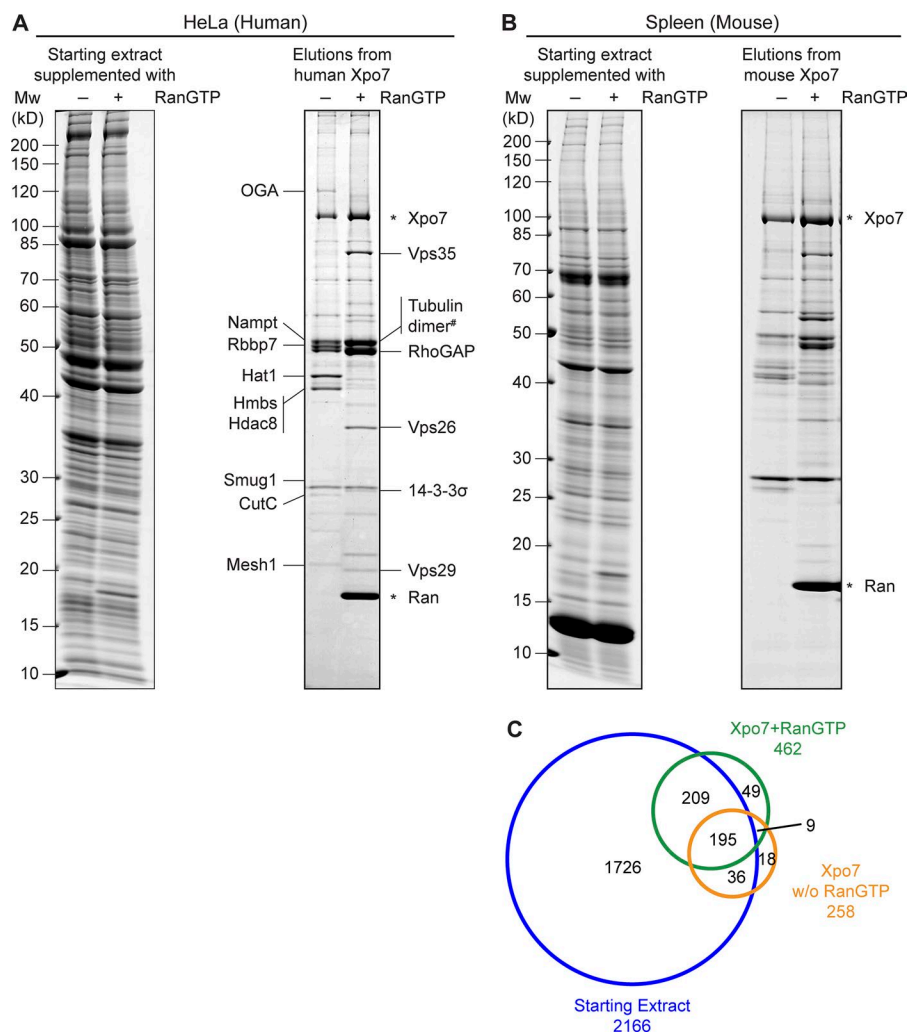 A
HeLa (Human)
Starting extract
supplemented with
Elutions from
human Xpo7
Mw
(kD)
– + RanGTP
– + RanGTP
200
150
120
100
85
70
60
50
40
30
25
20
15
10
OGA
Nampt
Rbbp7
Hat1
Hmbs
Hdac8
Smug1
CutC
Mesh1
* Xpo7
Vps35
Tubulin
dimer#
RhoGAP
Vps26
14-3-3σ
Vps29
* Ran
B
Spleen (Mouse)
Starting extract
supplemented with
Elutions from
mouse Xpo7
Mw
(kD)
– + RanGTP
– + RanGTP
200
150
120
100
85
70
60
50
40
30
25
20
15
10
* Xpo7
* Ran
C
Xpo7+RanGTP
462
209
49
9
195
18
1726
36
Xpo7
w/o RanGTP
258
Starting Extract
2166